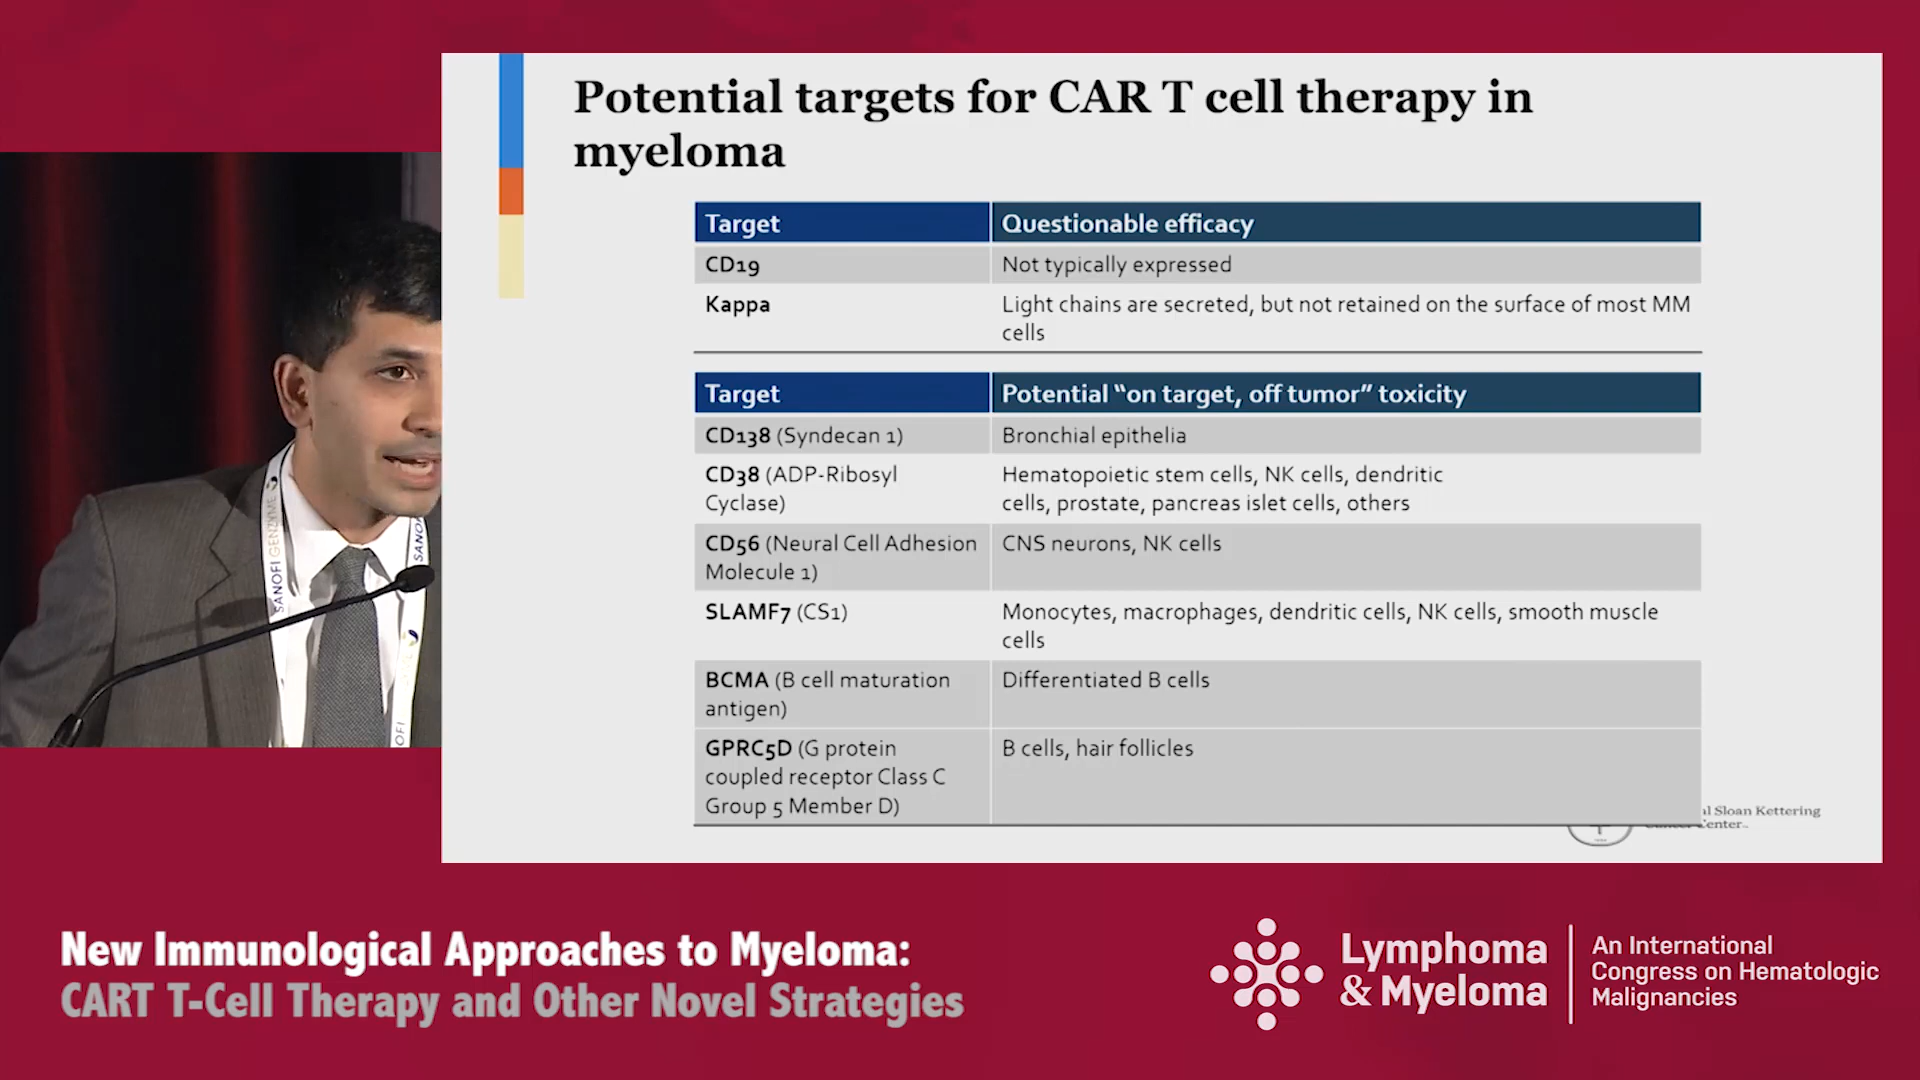 Potential targets for CAR T cell therapy in
myeloma
Target Questionable efficacy
CD19 Not typically expressed
Kappa Light chains are secreted, but not retained on the surface of most MM
cells
Target Potential “on target, off tumor” toxicity
CD138 (Syndecan 1) Bronchial epithelia
CD38 (ADP-Ribosyl Hematopoietic stem cells, NK cells, dendritic
Cyclase) cells, prostate, pancreas islet cells, others
CD56 (Neural Cell Adhesion CNS neurons, NK cells
Molecule 1)
SLAMF7 (CS1) Monocytes, macrophages, dendritic cells, NK cells, smooth muscle
cells
BCMA (B cell maturation Differentiated B cells
antigen)
GPRC5D (G protein B cells, hair follicles
coupled receptor Class C
Group 5 Member D)
Sloan Kettering
SANOFI GENZYME
SANO
OFI
New Immunological Approaches to Myeloma:
CART T-Cell Therapy and Other Novel Strategies
Lymphoma
& Myeloma
An International
Congress on Hematologic
Malignancies